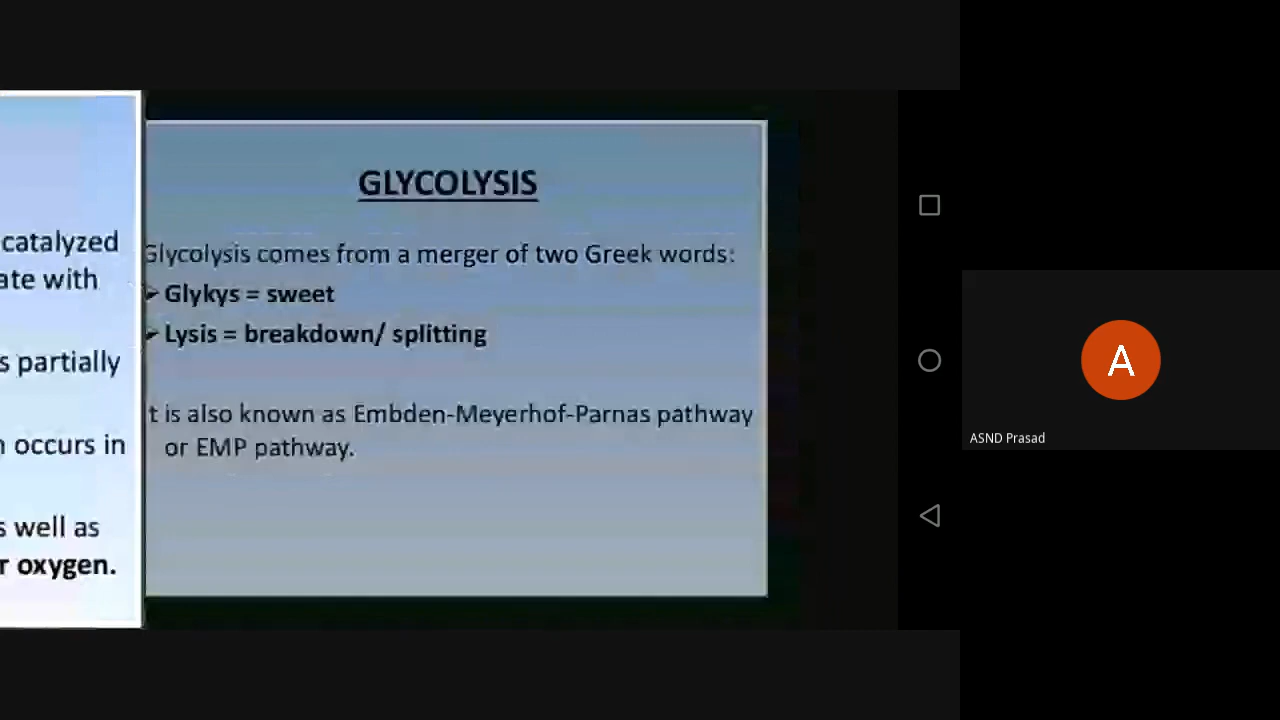 catalyzed
ate with
s partially
n occurs in
s well as
r oxygen.
GLYCOLYSIS
Glycolysis comes from a merger of two Greek words:
➢ Glykys = sweet
➢ Lysis = breakdown/ splitting
t is also known as Embden-Meyerhof-Parnas pathway
or EMP pathway.
A
ASND Prasad